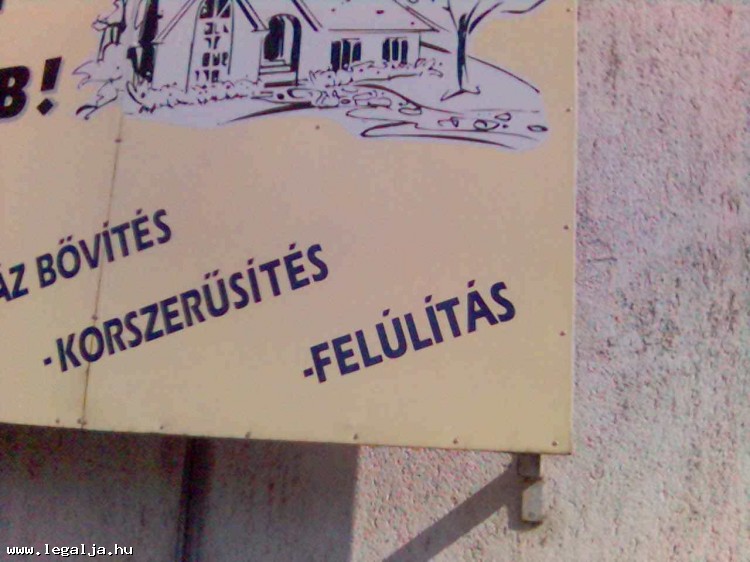 B!
ÁZ BŐVÍTÉS
-KORSZERŰSÍTÉS
-FELÚLÍTÁS
www.legalja.hu